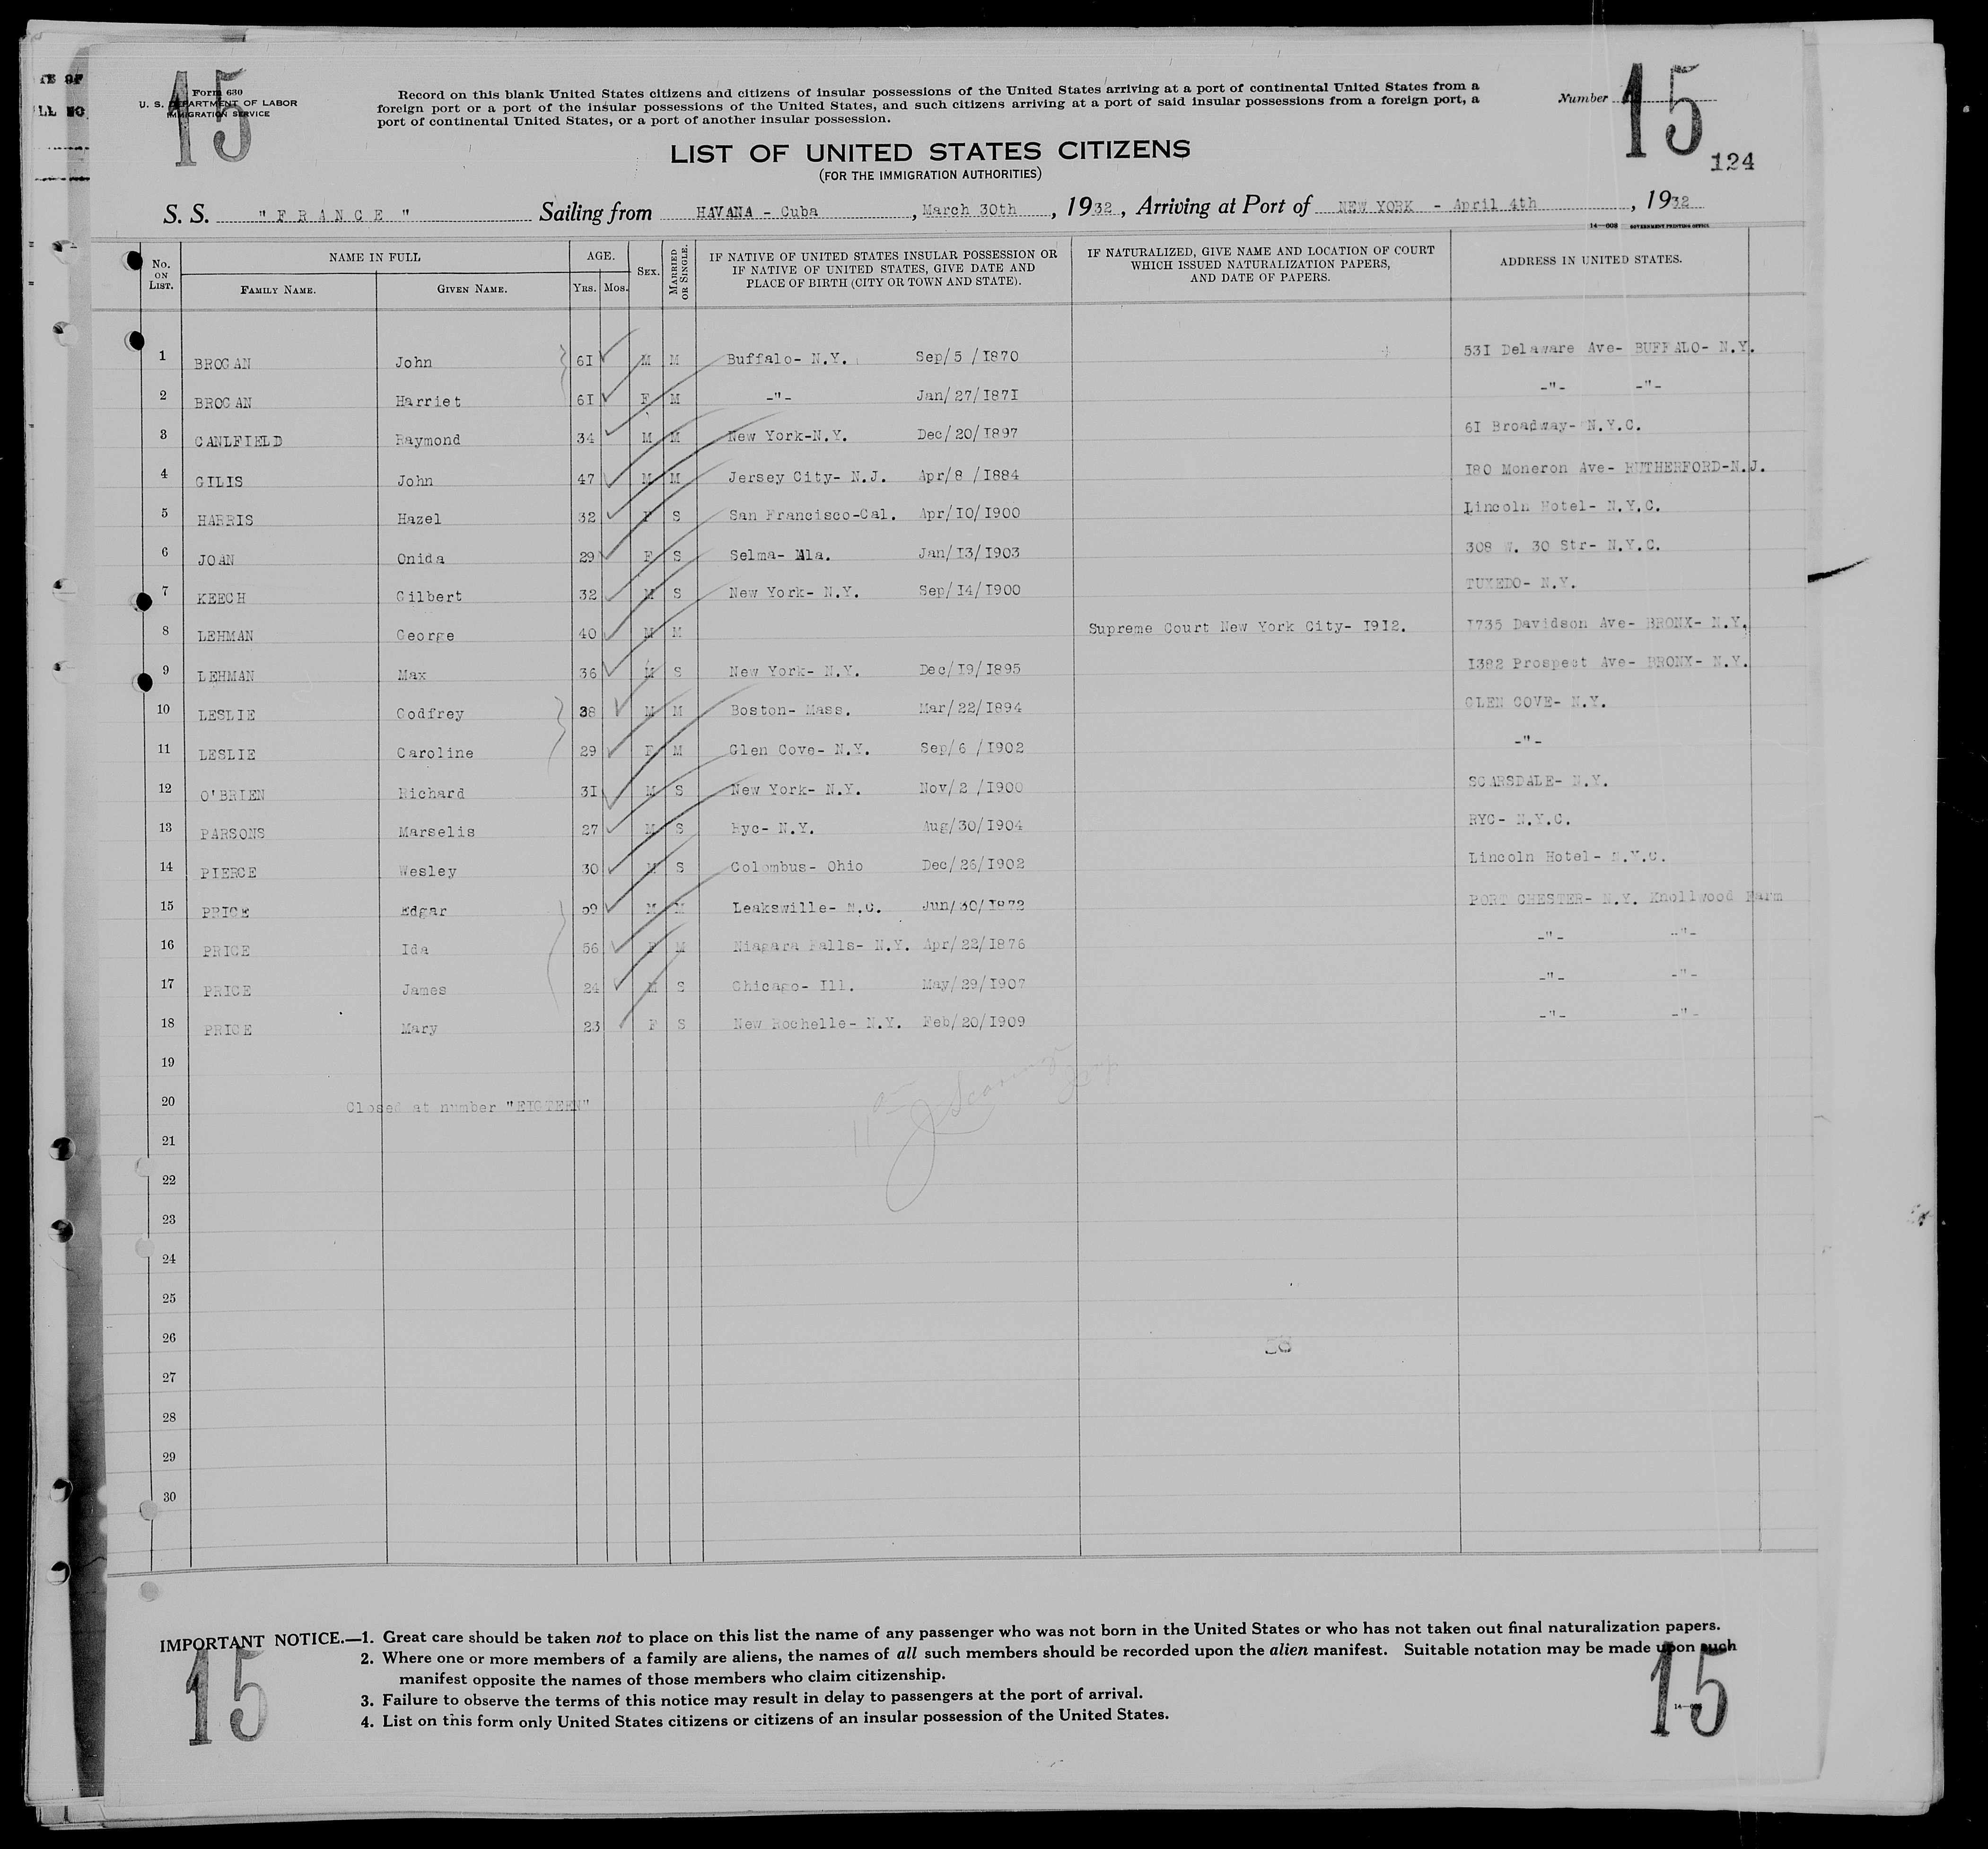 TE OF
LL NO
15
Form 630
U. S. DEPARTMENT OF LABOR
IMMIGRATION SERVICE
Record on this blank United States citizens and citizens of insular possessions of the United States arriving at a port of continental United States from a
foreign port or a port of the insular possessions of the United States, and such citizens arriving at a port of said insular possessions from a foreign port, a
port of continental United States, or a port of another insular possession.
Number 15
124
LIST OF UNITED STATES CITIZENS
(FOR THE IMMIGRATION AUTHORITIES)
S. S. "FRANCE" Sailing from HAVANA - Cuba, March 30th, 1932, Arriving at Port of NEW YORK - April 4th, 1932
14—608 GOVERNMENT PRINTING OFFICE
No. ON LIST. NAME IN FULL FAMILY NAME. GIVEN NAME. AGE. YRS. MOS. SEX. MARRIED OR SINGLE. IF NATIVE OF UNITED STATES INSULAR POSSESSION OR IF NATIVE OF UNITED STATES, GIVE DATE AND PLACE OF BIRTH (CITY OR TOWN AND STATE). IF NATURALIZED, GIVE NAME AND LOCATION OF COURT WHICH ISSUED NATURALIZATION PAPERS, AND DATE OF PAPERS. ADDRESS IN UNITED STATES.
1 BROGAN John 61 M M Buffalo- N.Y. Sep/5 /1870 531 Delaware Ave- BUFFALO- N.Y.
2 BROGAN Harriet 61 F M -"- Jan/27/1871 -"- -"-
3 CANLFIELD Raymond 34 M M New York-N.Y. Dec/20/1897 61 Broadway- N.Y.C.
4 GILIS John 47 M M Jersey City- N.J. Apr/8 /1884 180 Moneron Ave- RUTHERFORD-N.J.
5 HARRIS Hazel 32 F S San Francisco-Cal. Apr/10/1900 Lincoln Hotel- N.Y.C.
6 JOAN Onida 29 F S Selma- Ala. Jan/13/1903 308 W. 30 Str- N.Y.C.
7 KEECH Gilbert 32 M S New York- N.Y. Sep/14/1900 TUXEDO- N.Y.
8 LEHMAN George 40 M M Supreme Court New York City- 1912. 1735 Davidson Ave- BRONX- N.Y.
9 LEHMAN Max 36 M S New York- N.Y. Dec/19/1895 1382 Prospect Ave- BRONX- N.Y.
10 LESLIE Godfrey 38 M M Boston- Mass. Mar/22/1894 GLEN COVE- N.Y.
11 LESLIE Caroline 29 F M Glen Cove- N.Y. Sep/6 /1902 -"-
12 O'BRIEN Richard 31 M S New York- N.Y. Nov/2 /1900 SCARSDALE- N.Y.
13 PARSONS Marselis 27 M S Ryc- N.Y. Aug/30/1904 RYC- N.Y.C.
14 PIERCE Wesley 30 M S Colombus- Ohio Dec/26/1902 Lincoln Hotel- N.Y.C.
15 PRICE Edgar 59 M M Leakswille- N.C. Jun/30/1872 PORT CHESTER- N.Y. Knollwood Farm
16 PRICE Ida 56 F M Niagara Falls- N.Y. Apr/22/1876 -"- -"-
17 PRICE James 24 M S Chicago- Ill. May/29/1907 -"- -"-
18 PRICE Mary 23 F S New Rochelle- N.Y. Feb/20/1909 -"- -"-
19
20 Closed at number "EIGTEEN"
21
22
23
24
25
26
27
28
29
30
IMPORTANT NOTICE.—1. Great care should be taken not to place on this list the name of any passenger who was not born in the United States or who has not taken out final naturalization papers.
2. Where one or more members of a family are aliens, the names of all such members should be recorded upon the alien manifest. Suitable notation may be made upon such
manifest opposite the names of those members who claim citizenship.
3. Failure to observe the terms of this notice may result in delay to passengers at the port of arrival.
4. List on this form only United States citizens or citizens of an insular possession of the United States.
15
15